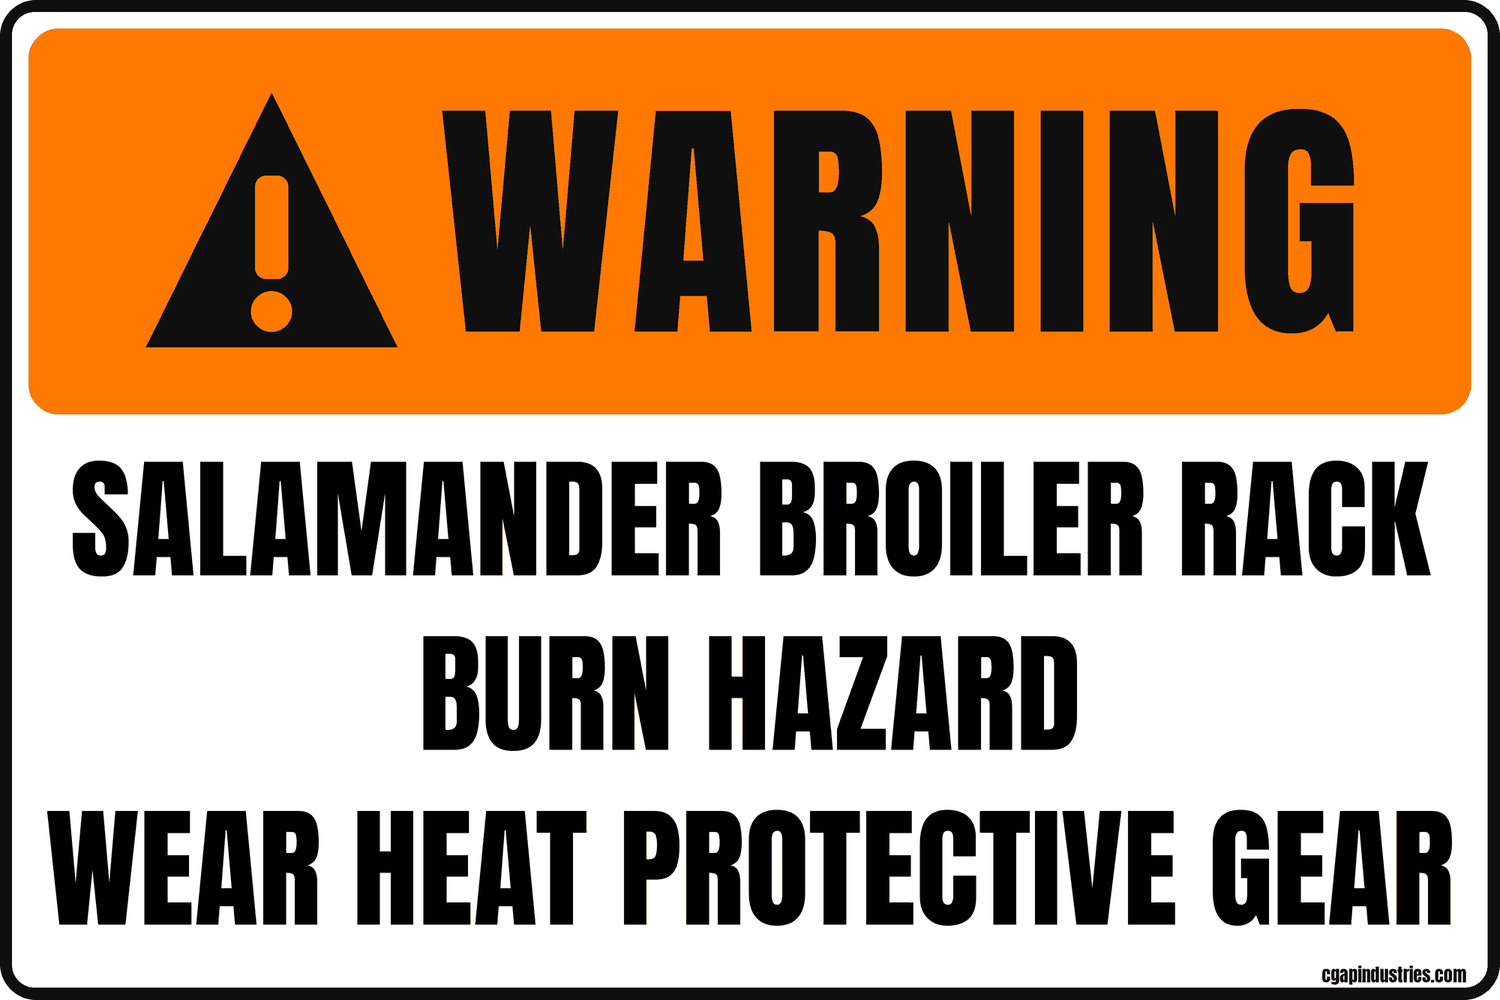 WARNING
SALAMANDER BROILER RACK
BURN HAZARD
WEAR HEAT PROTECTIVE GEAR
cgapindustries.com